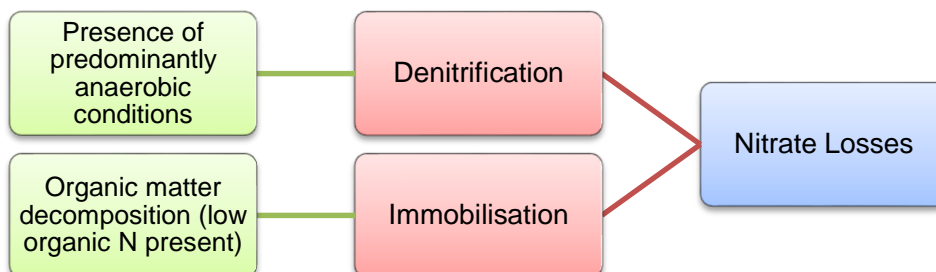 Presence of
predominantly
anaerobic
conditions
Denitrification
Nitrate Losses
Organic matter
decomposition (low
organic N present)
Immobilisation